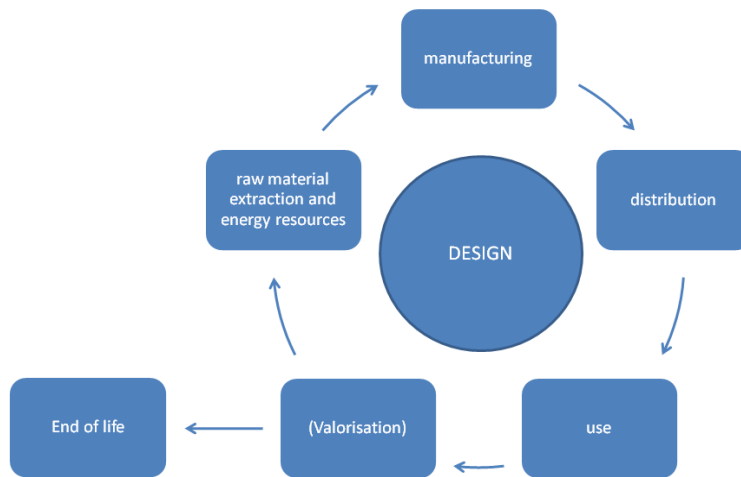 manufacturing
raw material
extraction and
energy resources
distribution
DESIGN
End of life
(Valorisation)
use